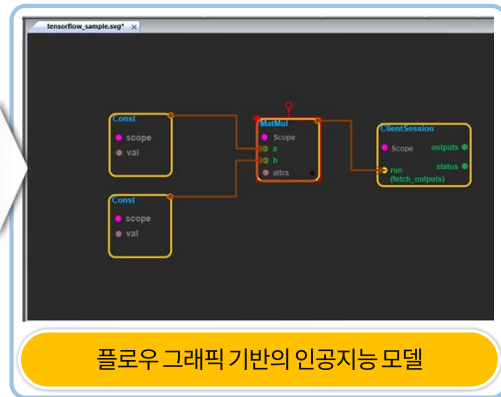 tensorflow_sample.svg* ×
Const
scope
val
MatMul
Scope
a
b
attrs
ClientSession
Scope
outputs
status
run
(fetch_outputs)
Const
scope
val
플로우 그래픽 기반의 인공지능 모델